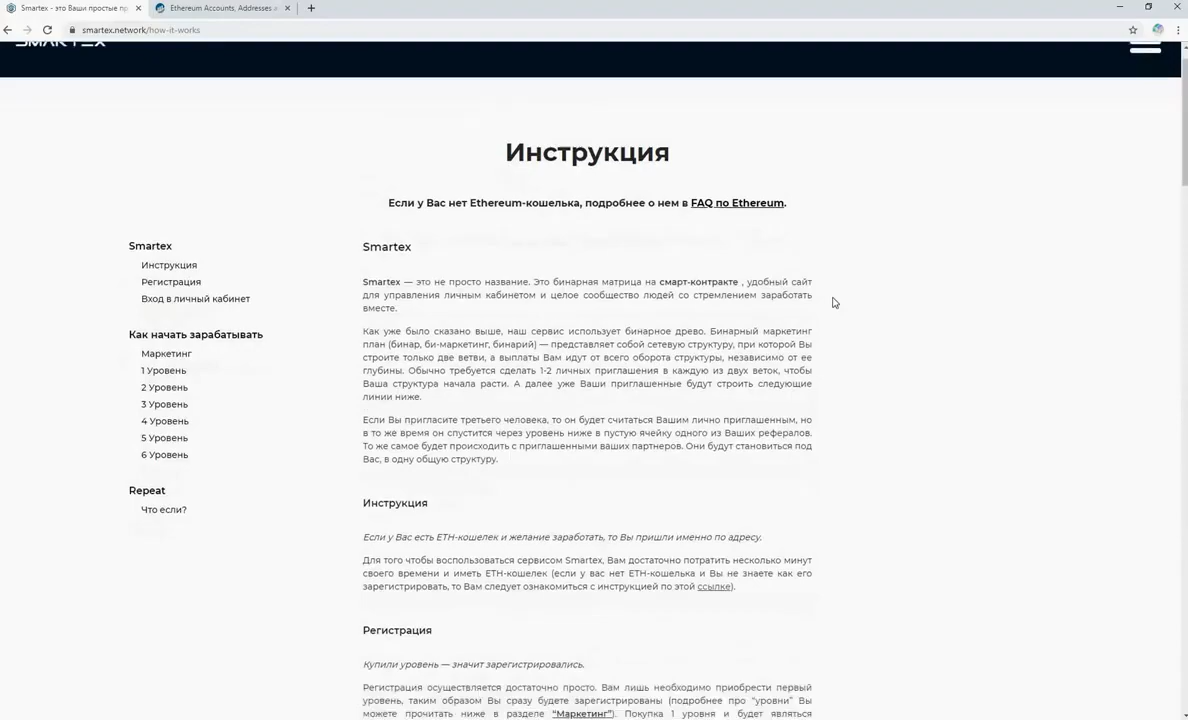 Smartex - это Ваши простые пр
Ethereum Accounts, Addresses a
smartex.network/how-it-works
SMARTEX
Инструкция
Если у Вас нет Ethereum-кошелька, подробнее о нем в FAQ по Ethereum.
Smartex
Инструкция
Регистрация
Вход в личный кабинет
Как начать зарабатывать
Маркетинг
1 Уровень
2 Уровень
3 Уровень
4 Уровень
5 Уровень
6 Уровень
Repeat
Что если?
Smartex
Smartex — это не просто название. Это бинарная матрица на смарт-контракте , удобный сайт
для управления личным кабинетом и целое сообщество людей со стремлением заработать
вместе.
Как уже было сказано выше, наш сервис использует бинарное древо. Бинарный маркетинг
план (бинар, би-маркетинг, бинарий) — представляет собой сетевую структуру, при которой Вы
строите только две ветви, а выплаты Вам идут от всего оборота структуры, независимо от ее
глубины. Обычно требуется сделать 1-2 личных приглашения в каждую из двух веток, чтобы
Ваша структура начала расти. А далее уже Ваши приглашенные будут строить следующие
линии ниже.
Если Вы пригласите третьего человека, то он будет считаться Вашим лично приглашенным, но
в то же время он спустится через уровень ниже в пустую ячейку одного из Ваших рефералов.
То же самое будет происходить с приглашенными ваших партнеров. Они будут становиться под
Вас, в одну общую структуру.
Инструкция
Если у Вас есть ETH-кошелек и желание заработать, то Вы пришли именно по адресу.
Для того чтобы воспользоваться сервисом Smartex, Вам достаточно потратить несколько минут
своего времени и иметь ETH-кошелек (если у вас нет ETH-кошелька и Вы не знаете как его
зарегистрировать, то Вам следует ознакомиться с инструкцией по этой ссылке).
Регистрация
Купили уровень — значит зарегистрировались.
Регистрация осуществляется достаточно просто. Вам лишь необходимо приобрести первый
уровень, таким образом Вы сразу будете зарегистрированы (подробнее про "уровни" Вы
можете прочитать ниже в разделе "Маркетинг"). Покупка 1 уровня и будет являться